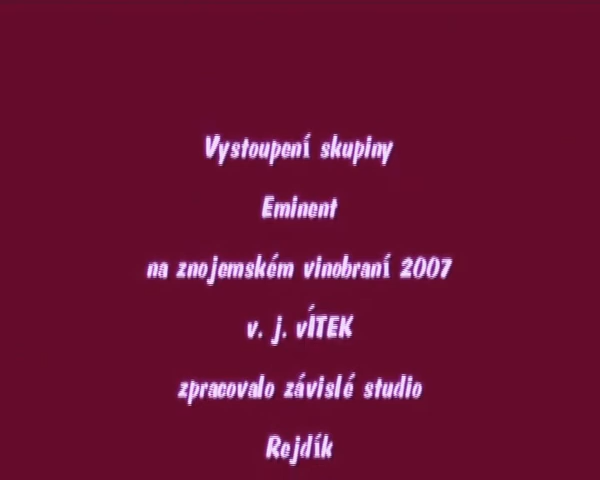 Vystoupení skupiny
Eminent
na znojemském vinobraní 2007
v. j. vÍTEK
zpracovalo závislé studio
Rejdík